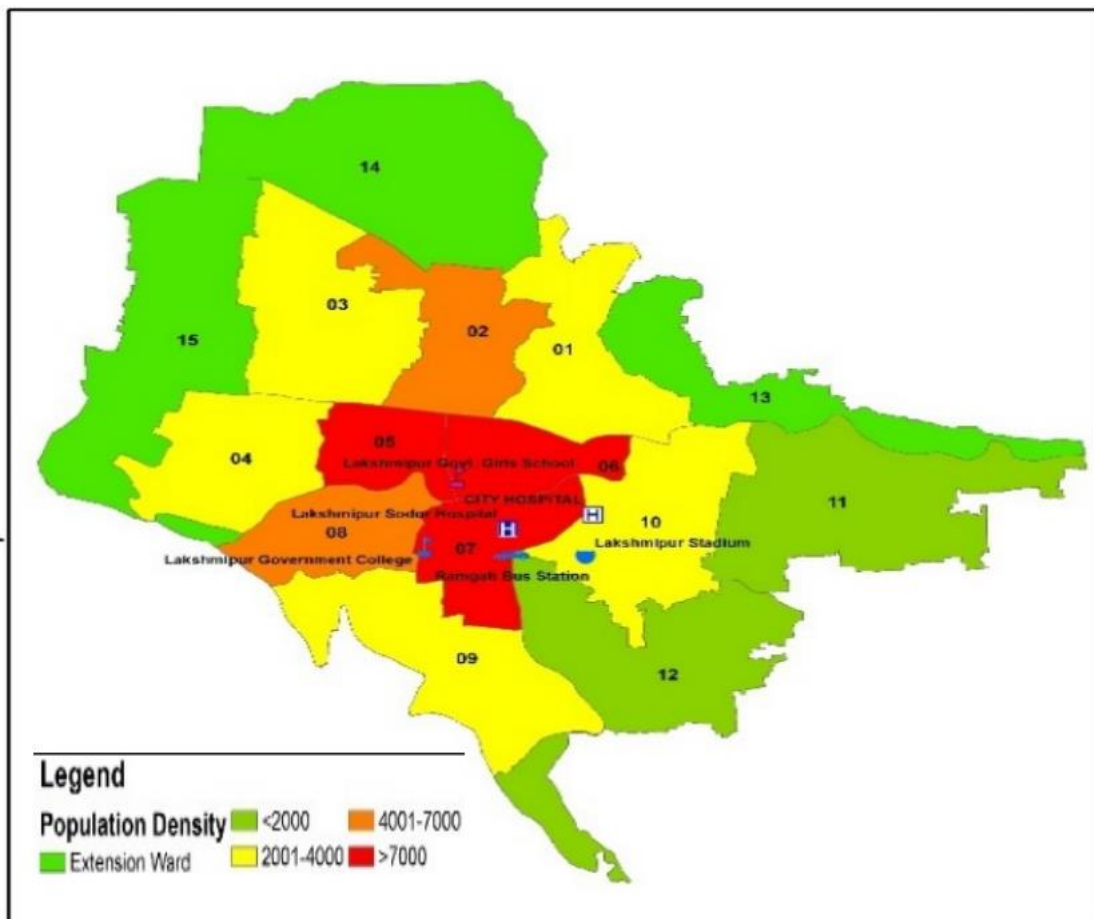 14
03
02
15
01
13
05
04
Lakshmipur Govt. Girls School
06
CITY HOSPITAL
11
Lakshmipur Sodor Hospital
H
H
10
08
07
Lakshmipur Stadium
Lakshmipur Government College
Ramgati Bus Station
09
12
Legend
Population Density
<2000
4001-7000
Extension Ward
2001-4000
>7000